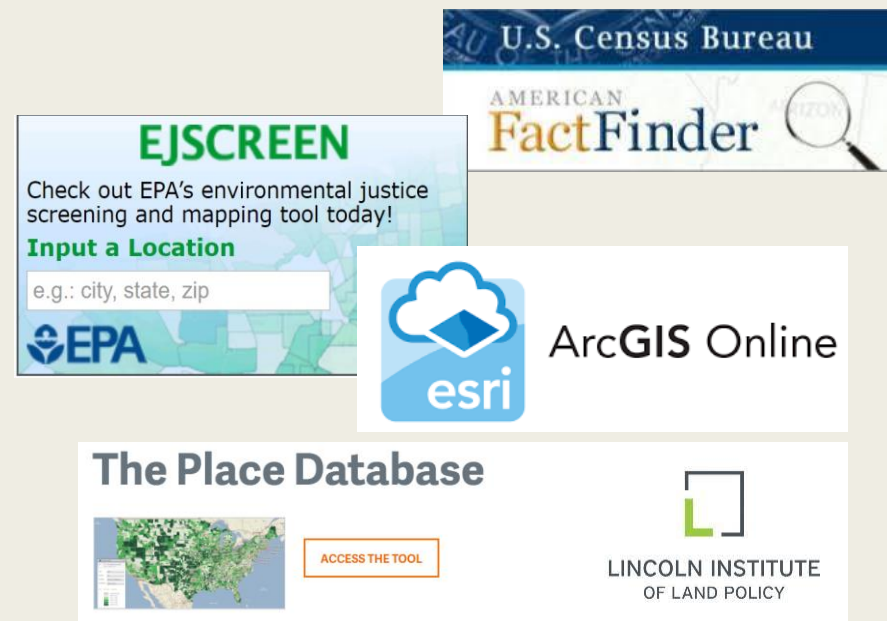 U.S. Census Bureau
AMERICAN
FactFinder
ARIZON
EJSCREEN
Check out EPA's environmental justice
screening and mapping tool today!
Input a Location
e.g.: city, state, zip
EPA
esri
ArcGIS Online
The Place Database
ACCESS THE TOOL
LINCOLN INSTITUTE
OF LAND POLICY